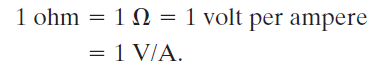 1 ohm = 1 Ω = 1 volt per ampere
= 1 V/A.